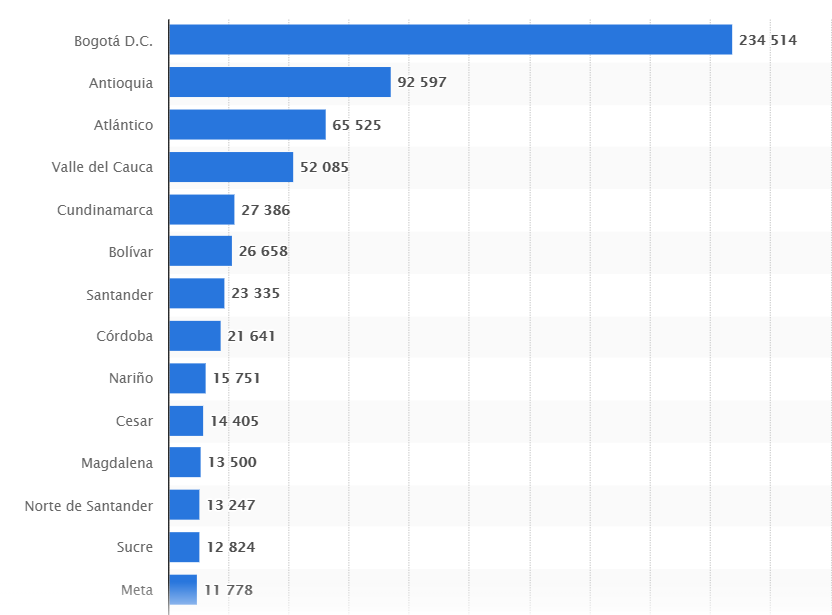 Bogotá D.C. 234 514
Antioquia 92 597
Atlántico 65 525
Valle del Cauca 52 085
Cundinamarca 27 386
Bolívar 26 658
Santander 23 335
Córdoba 21 641
Nariño 15 751
Cesar 14 405
Magdalena 13 500
Norte de Santander 13 247
Sucre 12 824
Meta 11 778